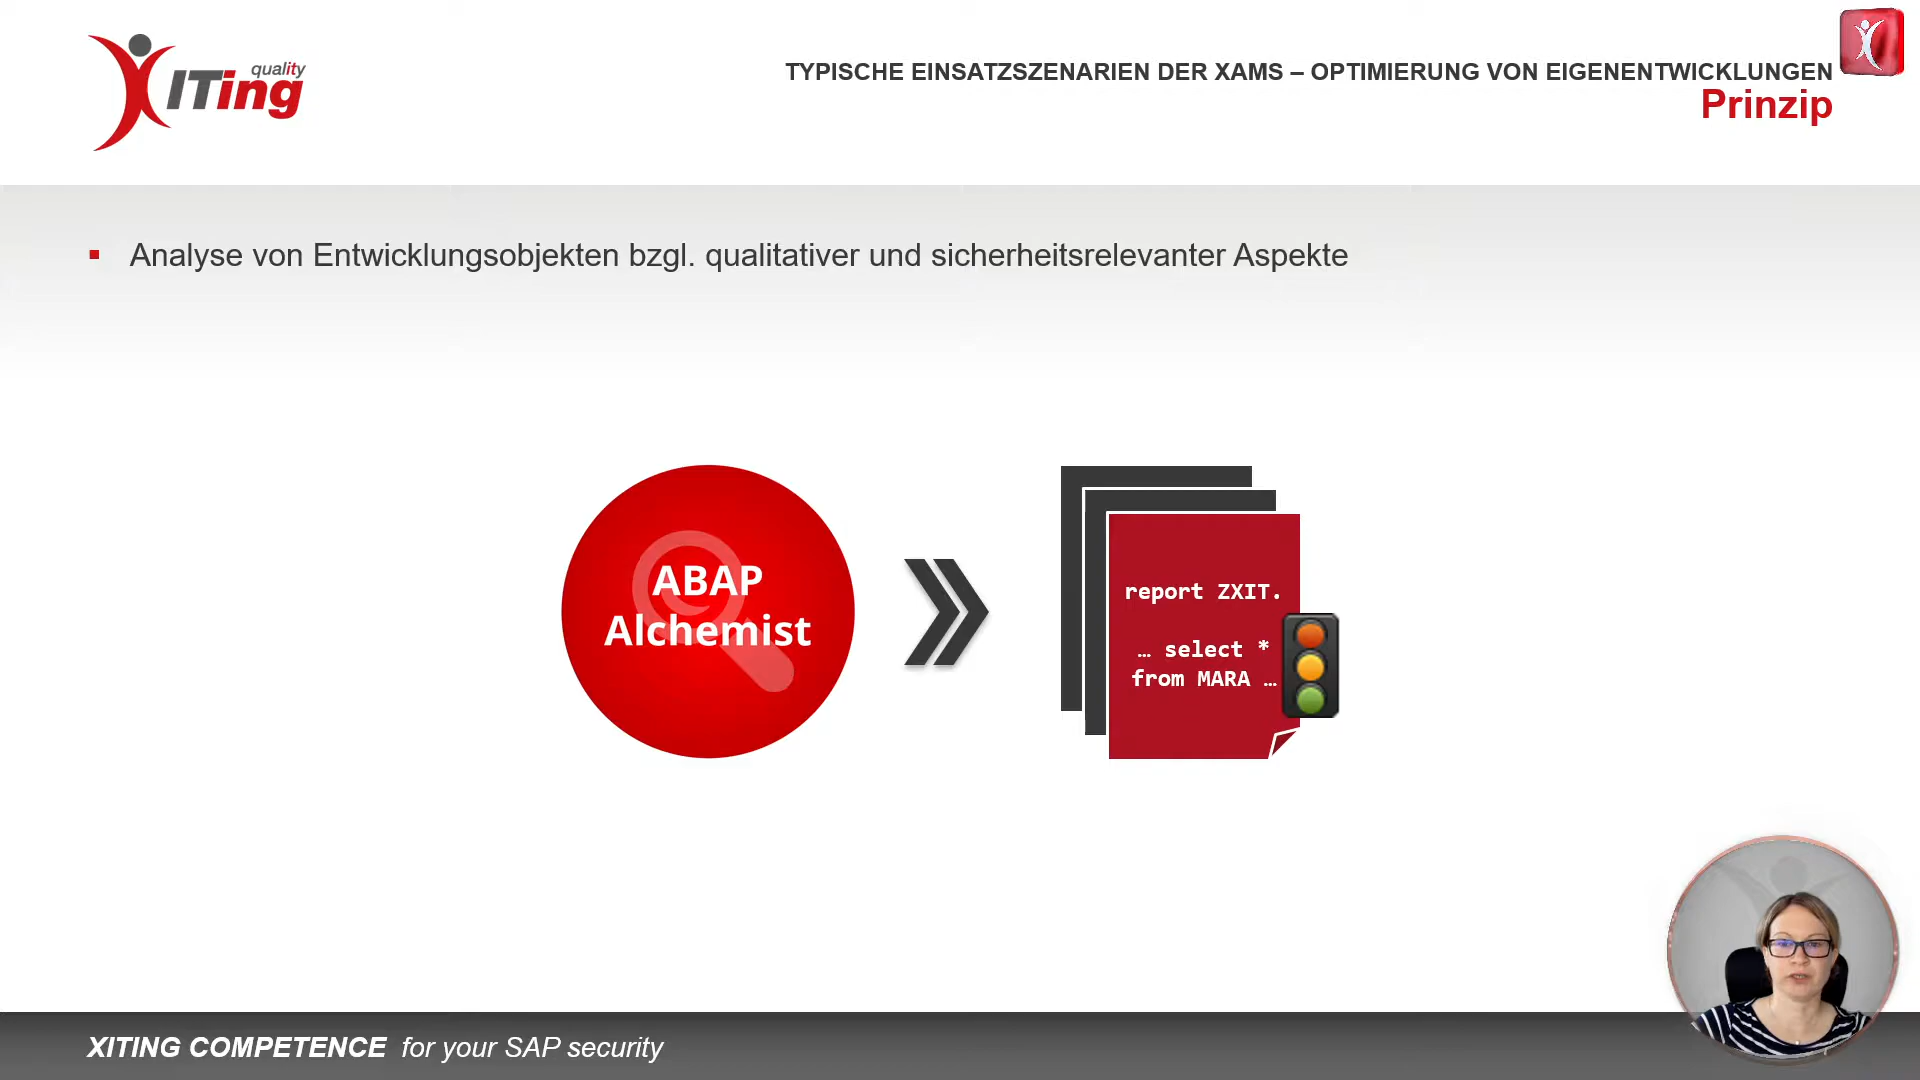 XITing
quality
TYPISCHE EINSATZSZENARIEN DER XAMS – OPTIMIERUNG VON EIGENENTWICKLUNGEN
Prinzip
▪ Analyse von Entwicklungsobjekten bzgl. qualitativer und sicherheitsrelevanter Aspekte
ABAP
Alchemist
report ZXIT.
… select *
from MARA …
XITING COMPETENCE for your SAP security